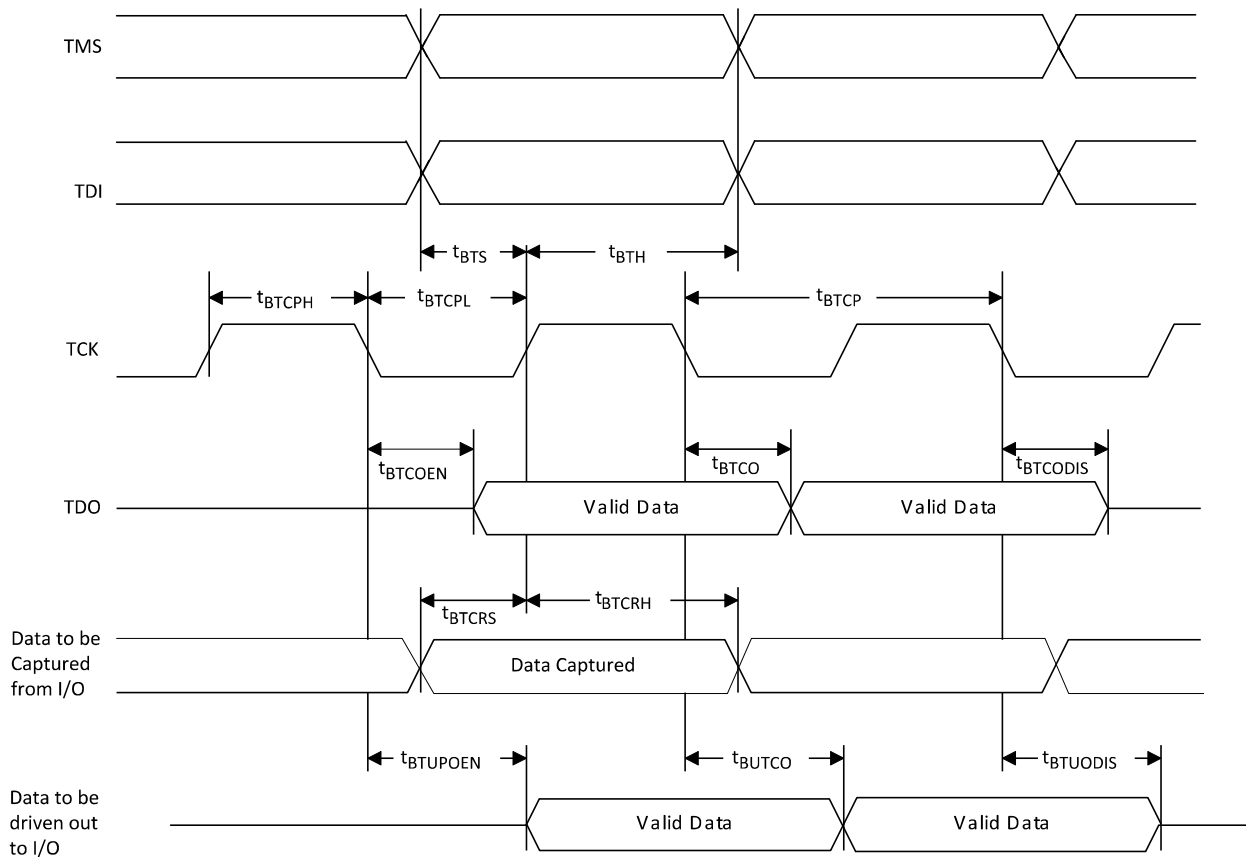 TMS
TDI
tBTS
tBTH
tBTCPH
tBTCPL
tBTCP
TCK
tBTCOEN
tBTCO
tBTCODIS
TDO
Valid Data
Valid Data
tBTCRS
tBTCRH
Data to be
Captured
from I/O
Data Captured
tBTUPOEN
tBUTCO
tBTUODIS
Data to be
driven out
to I/O
Valid Data
Valid Data